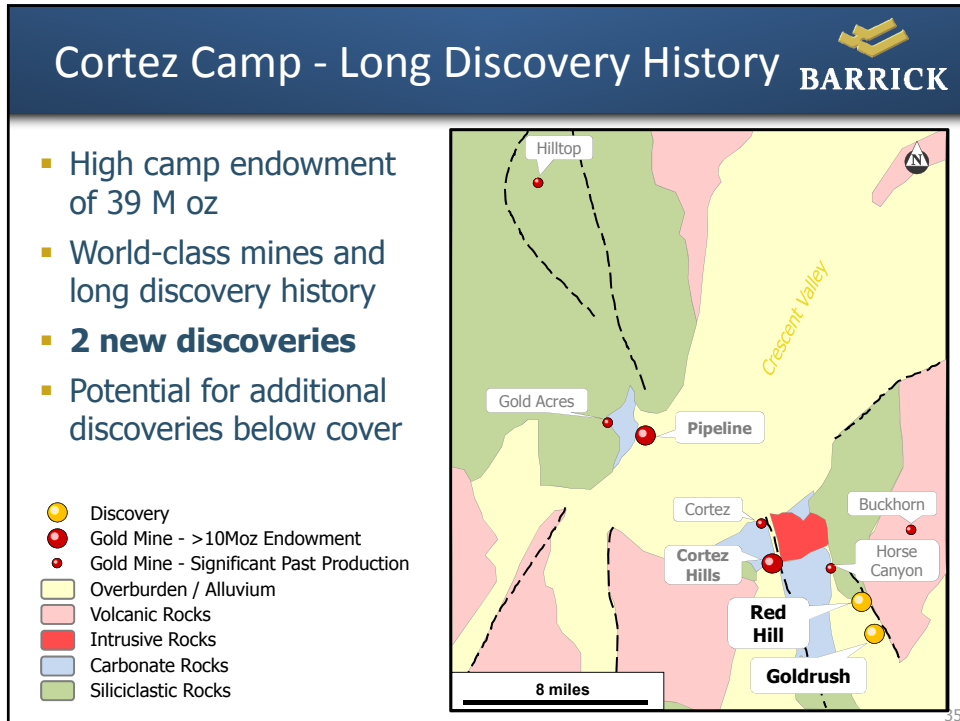 Cortez Camp - Long Discovery History
BARRICK
▪ High camp endowment
of 39 M oz
▪ World-class mines and
long discovery history
▪ 2 new discoveries
▪ Potential for additional
discoveries below cover
Discovery
Gold Mine - >10Moz Endowment
Gold Mine - Significant Past Production
Overburden / Alluvium
Volcanic Rocks
Intrusive Rocks
Carbonate Rocks
Siliciclastic Rocks
Hilltop
N
Crescent Valley
Gold Acres
Pipeline
Cortez
Buckhorn
Cortez
Hills
Horse
Canyon
Red
Hill
Goldrush
8 miles
35